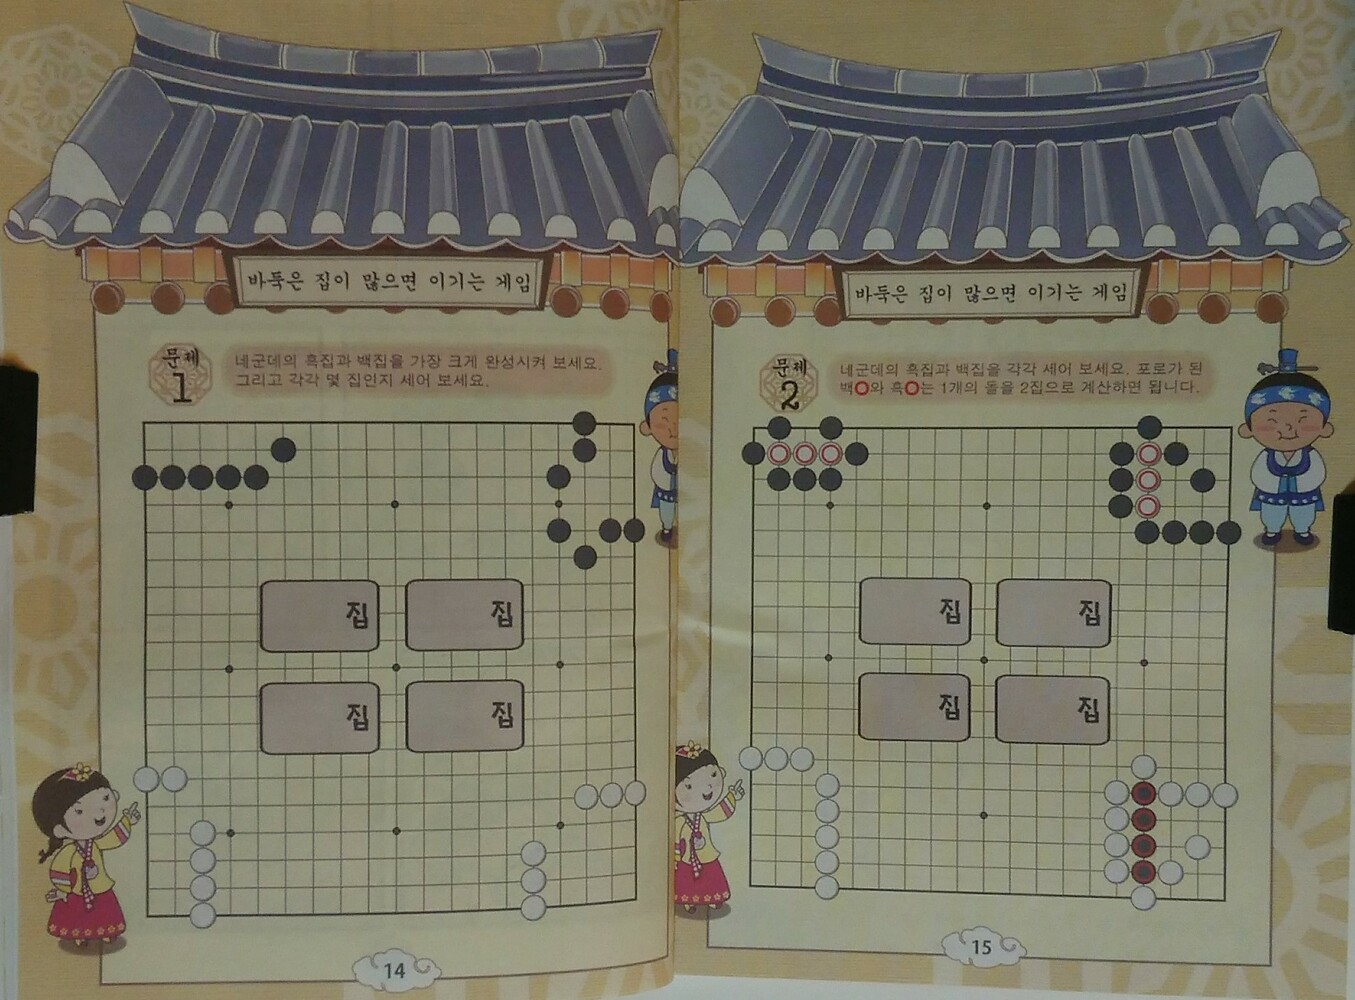 바둑은 집이 많으면 이기는 게임
문제
1
네군데의 흑집과 백집을 가장 크게 완성시켜 보세요.
그리고 각각 몇 집인지 세어 보세요.
집
집
집
집
14
바둑은 집이 많으면 이기는 게임
문제
2
네군데의 흑집과 백집을 각각 세어 보세요. 포로가 된
백와 흑는 1개의 돌을 2집으로 계산하면 됩니다.
집
집
집
집
15